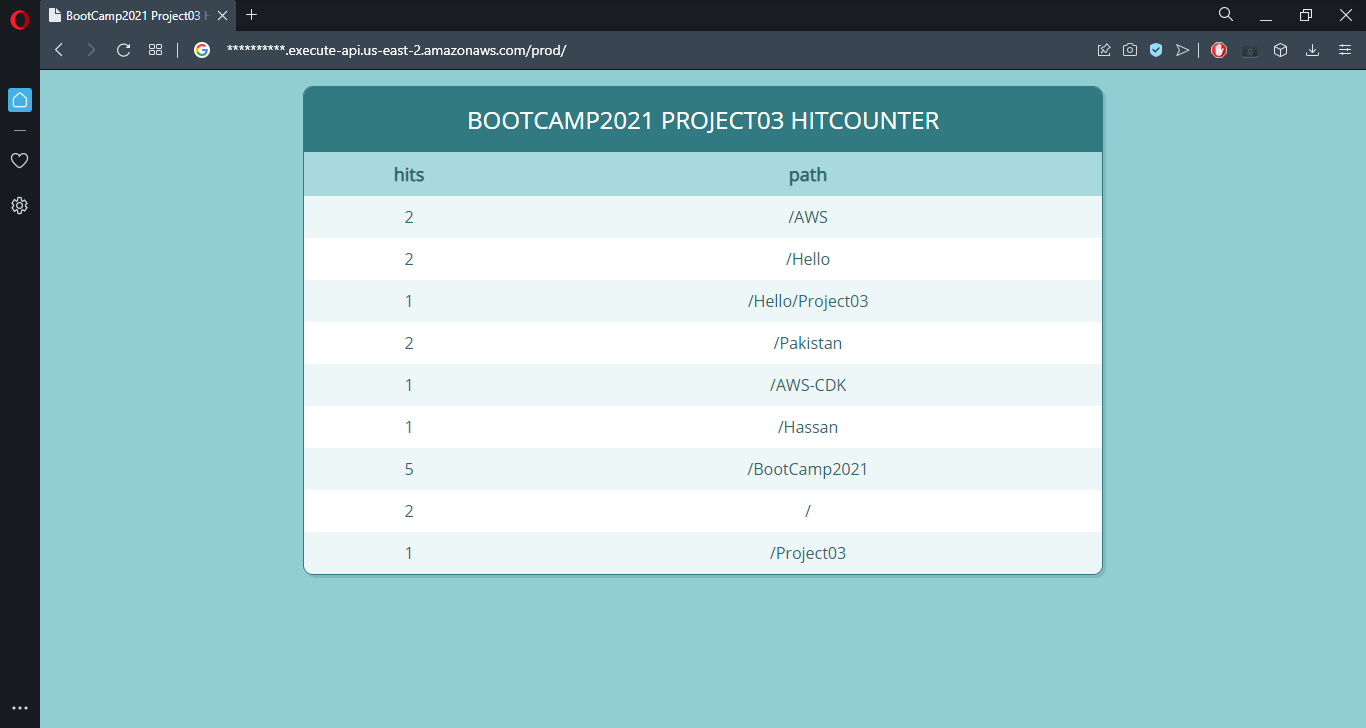 BootCamp2021 Project03 H
**********.execute-api.us-east-2.amazonaws.com/prod/
BOOTCAMP2021 PROJECT03 HITCOUNTER
hits path
2 /AWS
2 /Hello
1 /Hello/Project03
2 /Pakistan
1 /AWS-CDK
1 /Hassan
5 /BootCamp2021
2 /
1 /Project03